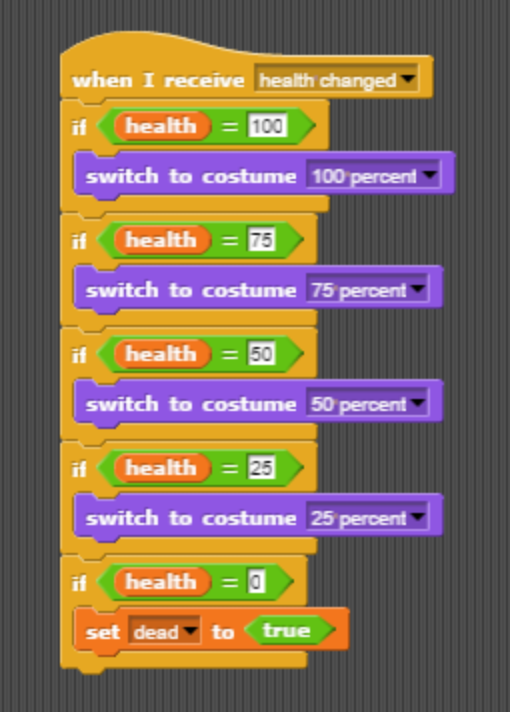 when I receive health changed
if health = 100
switch to costume 100 percent
if health = 75
switch to costume 75 percent
if health = 50
switch to costume 50 percent
if health = 25
switch to costume 25 percent
if health = 0
set dead to true